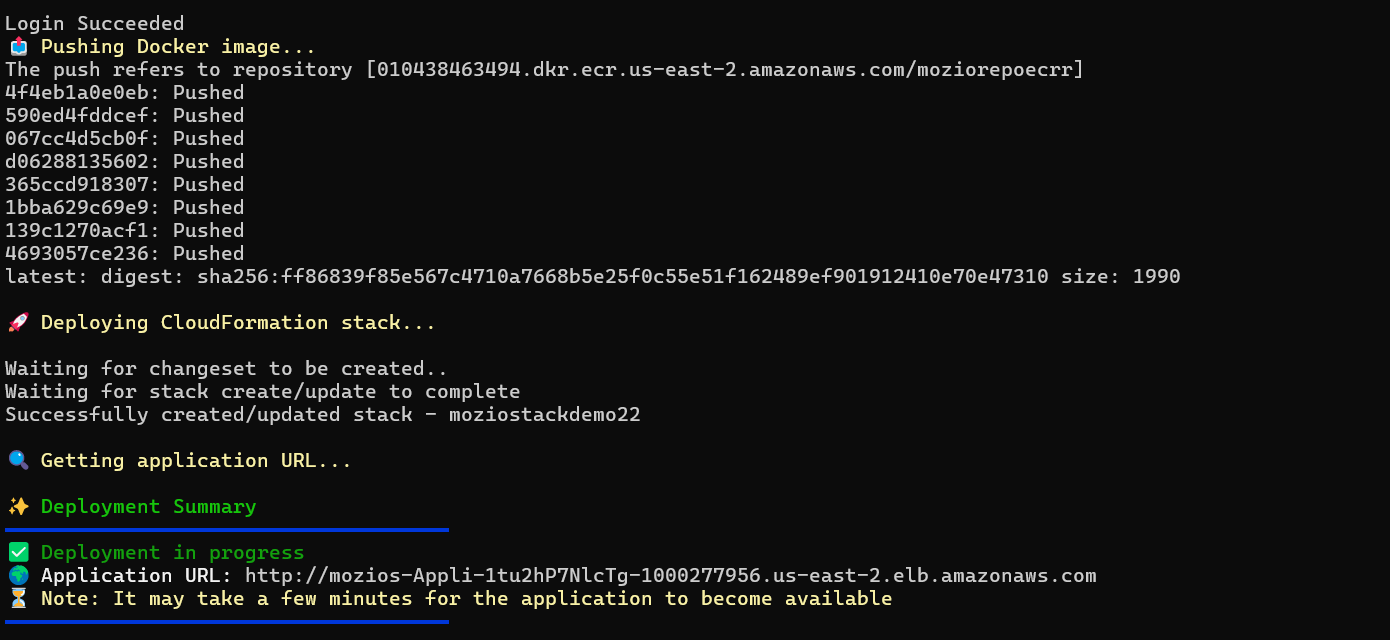 Login Succeeded
📤 Pushing Docker image...
The push refers to repository [010438463494.dkr.ecr.us-east-2.amazonaws.com/moziorepoecrr]
4f4eb1a0e0eb: Pushed
590ed4fddcef: Pushed
067cc4d5cb0f: Pushed
d06288135602: Pushed
365ccd918307: Pushed
1bba629c69e9: Pushed
139c1270acf1: Pushed
4693057ce236: Pushed
latest: digest: sha256:ff86839f85e567c4710a7668b5e25f0c55e51f162489ef901912410e70e47310 size: 1990
🚀 Deploying CloudFormation stack...
Waiting for changeset to be created..
Waiting for stack create/update to complete
Successfully created/updated stack - moziostackdemo22
🔍 Getting application URL...
✨ Deployment Summary
✅ Deployment in progress
🌍 Application URL: http://mozios-Appli-1tu2hP7NlcTg-1000277956.us-east-2.elb.amazonaws.com
⏳ Note: It may take a few minutes for the application to become available